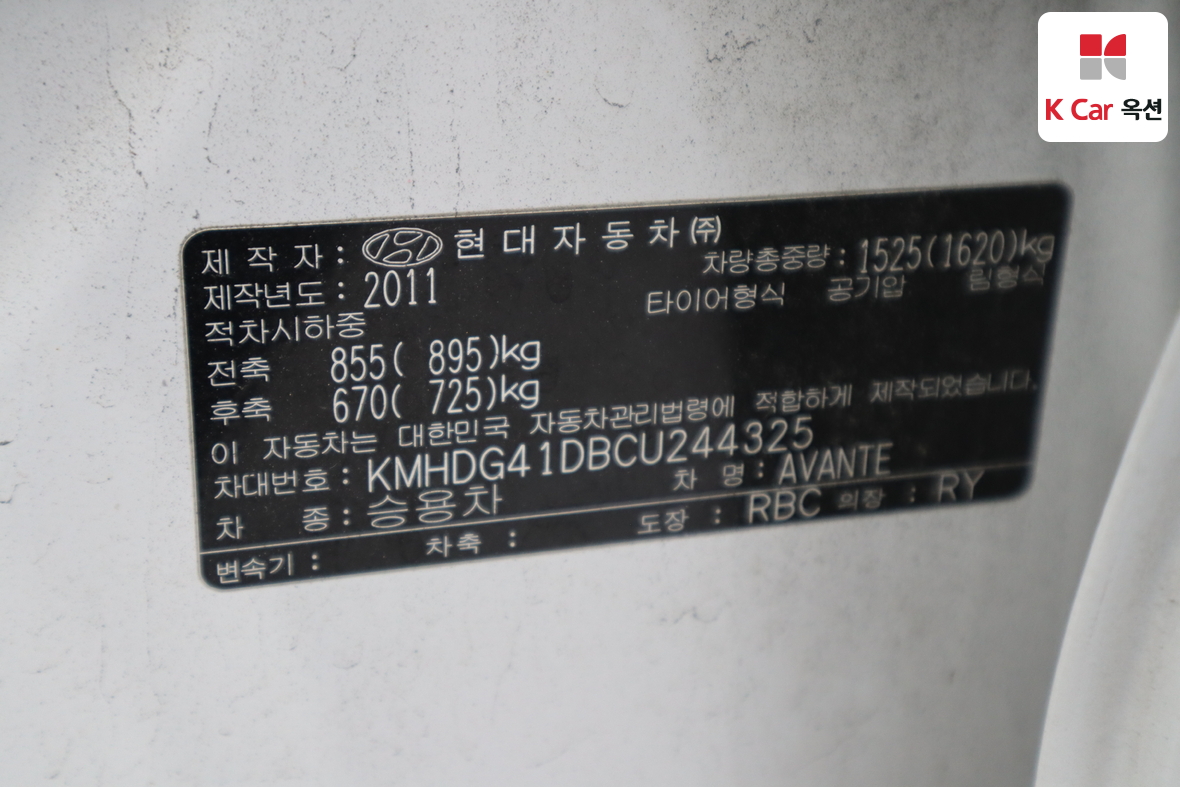 K Car 옥션
제 작 자 : 현 대 자 동 차 ㈜
차량총중량 : 1525(1620)kg
제작년도 : 2011
타이어형식 공기압 림형식
적차시하중
전축 855( 895)kg
후축 670( 725)kg
이 자동차는 대한민국 자동차관리법령에 적합하게 제작되었습니다.
차대번호 : KMHDG41DBCU244325
차 종 : 승용차 차 명 : AVANTE
변속기 : 차축 : 도장 : RBC 의장 : RY